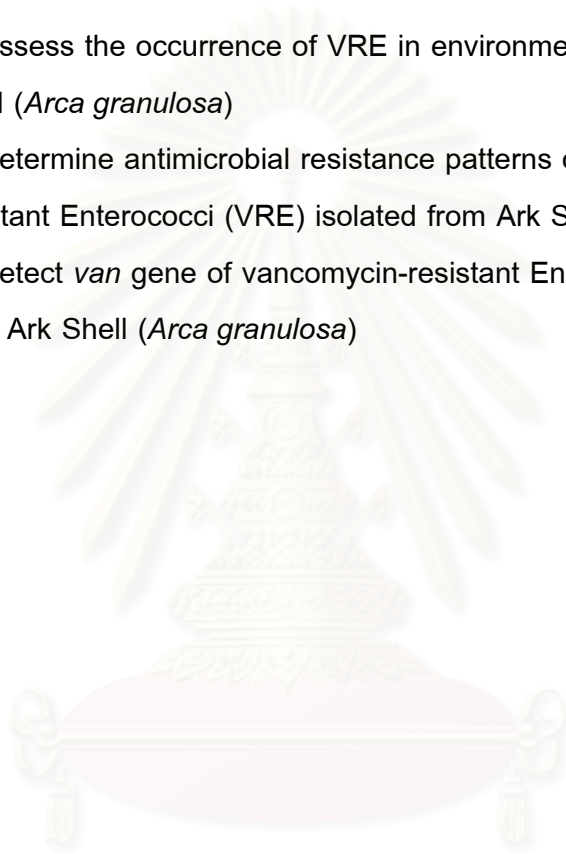 ssess the occurrence of VRE in environme
l (Arca granulosa)
etermine antimicrobial resistance patterns
tant Enterococci (VRE) isolated from Ark S
etect van gene of vancomycin-resistant En
Ark Shell (Arca granulosa)